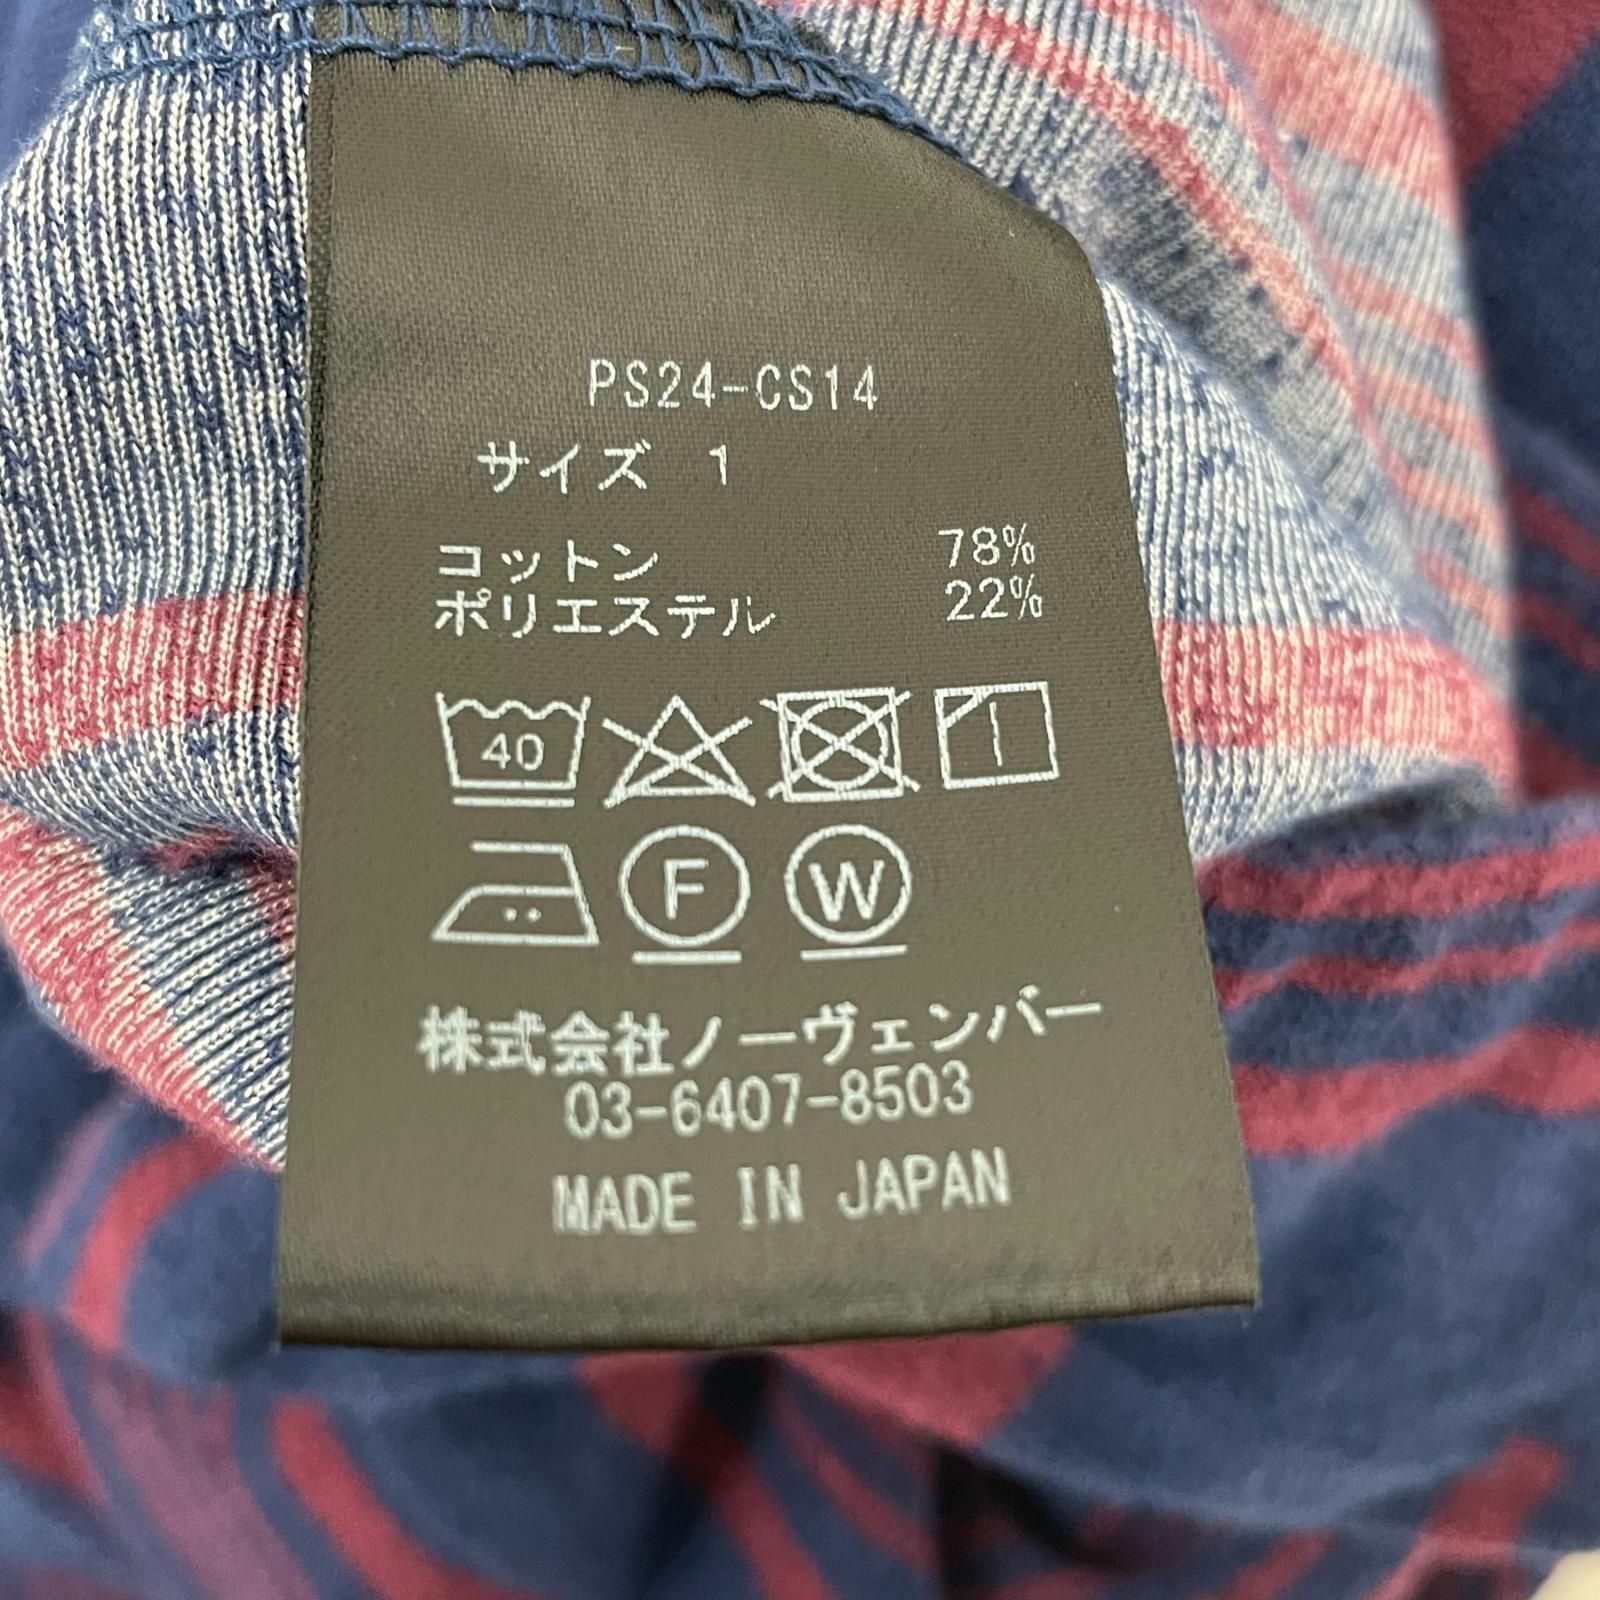 PS24-CS14
サイズ 1
コットン 78%
ポリエステル 22%
40
F W
株式会社ノーヴェンバー
03-6407-8503
MADE IN JAPAN